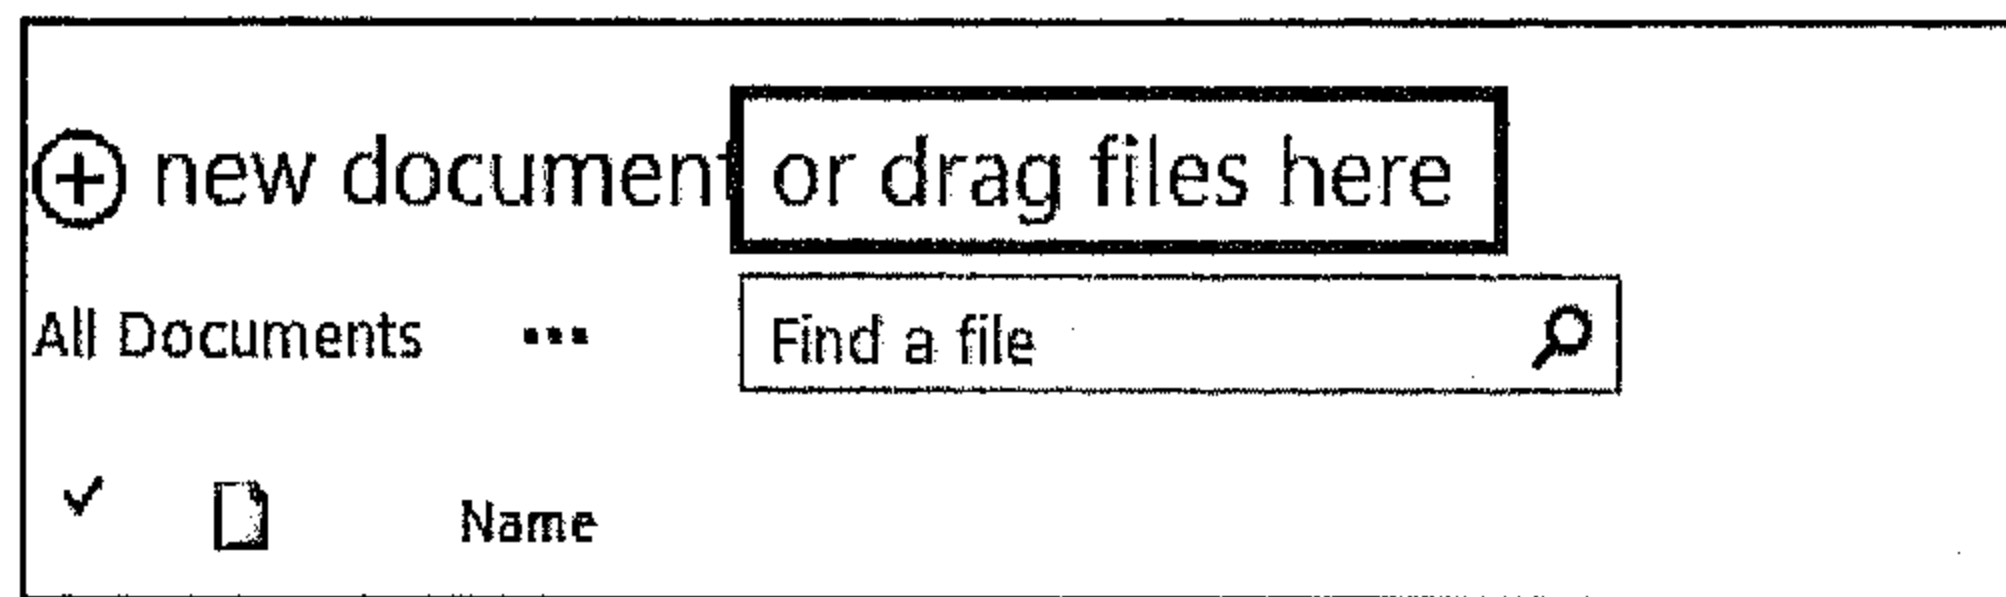 new document or drag files here
All Documents ... Find a file
Name